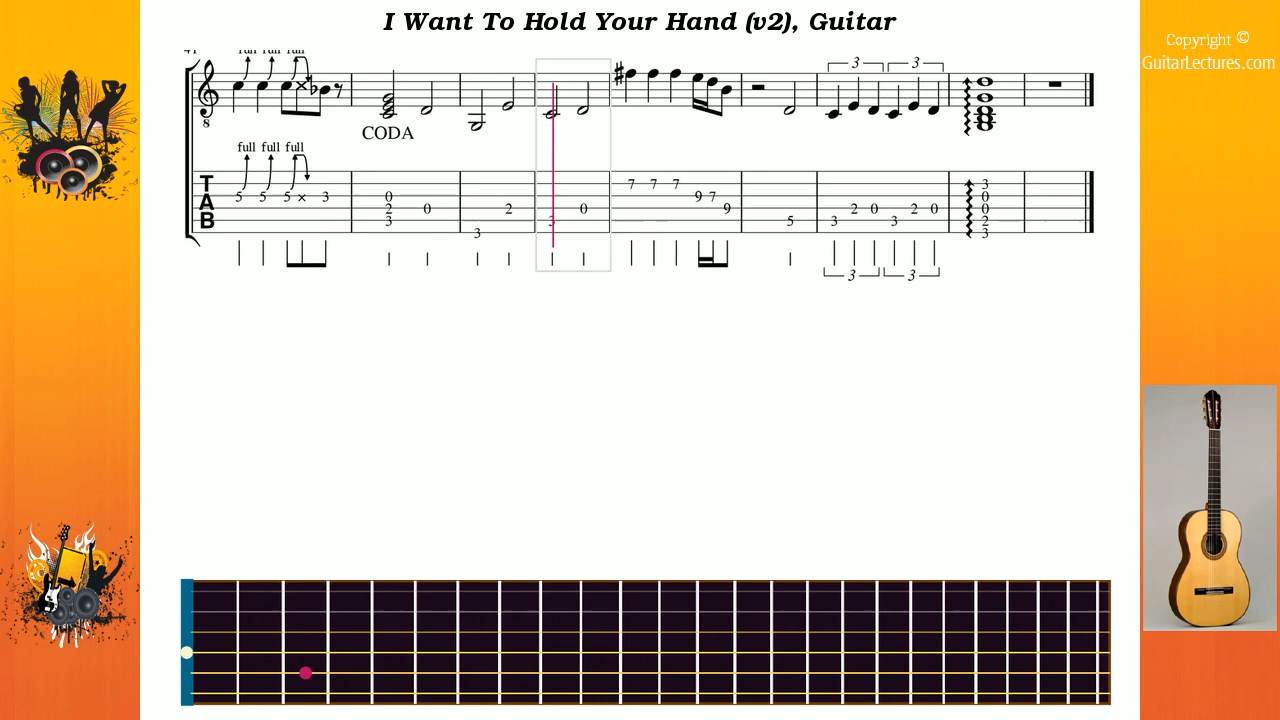 I Want To Hold Your Hand (v2), Guitar
Copyright ©
GuitarLectures.com
41
full full full
3 3
8
CODA
full full full
T
A
B
5 5 5 × 3
0 2 3
0
3
2
3
0
7 7 7 9 7 9
5
3 2 0 3 2 0
3 0 0 2 3
3 3